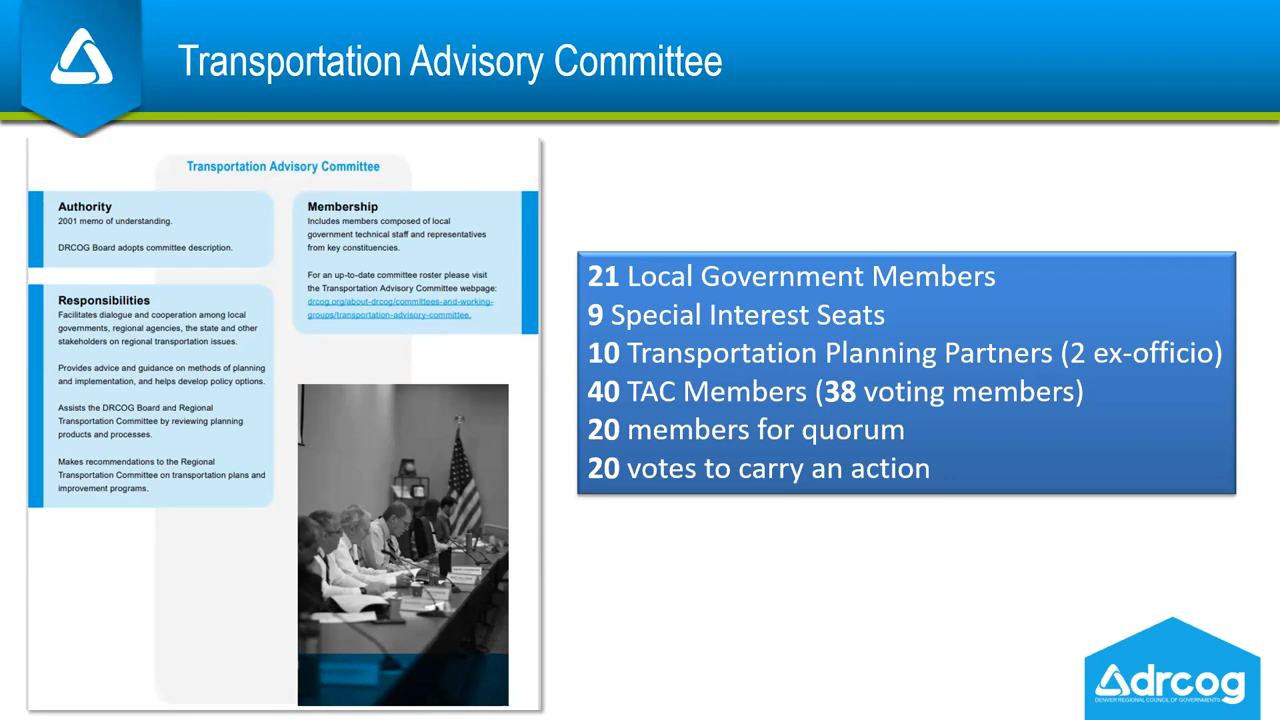 Transportation Advisory Committee
Transportation Advisory Committee
Authority
2001 memo of understanding.
DRCOG Board adopts committee description.
Responsibilities
Facilitates dialogue and cooperation among local
governments, regional agencies, the state and other
stakeholders on regional transportation issues.
Provides advice and guidance on methods of planning
and implementation, and helps develop policy options.
Assists the DRCOG Board and Regional
Transportation Committee by reviewing planning
products and processes.
Makes recommendations to the Regional
Transportation Committee on transportation plans and
improvement programs.
Membership
Includes members composed of local
government technical staff and representatives
from key constituencies.
For an up-to-date committee roster please visit
the Transportation Advisory Committee webpage:
drcog.org/about-drcog/committees-and-working-
groups/transportation-advisory-committee.
21 Local Government Members
9 Special Interest Seats
10 Transportation Planning Partners (2 ex-officio)
40 TAC Members (38 voting members)
20 members for quorum
20 votes to carry an action
drcog
DENVER REGIONAL COUNCIL OF GOVERNMENTS